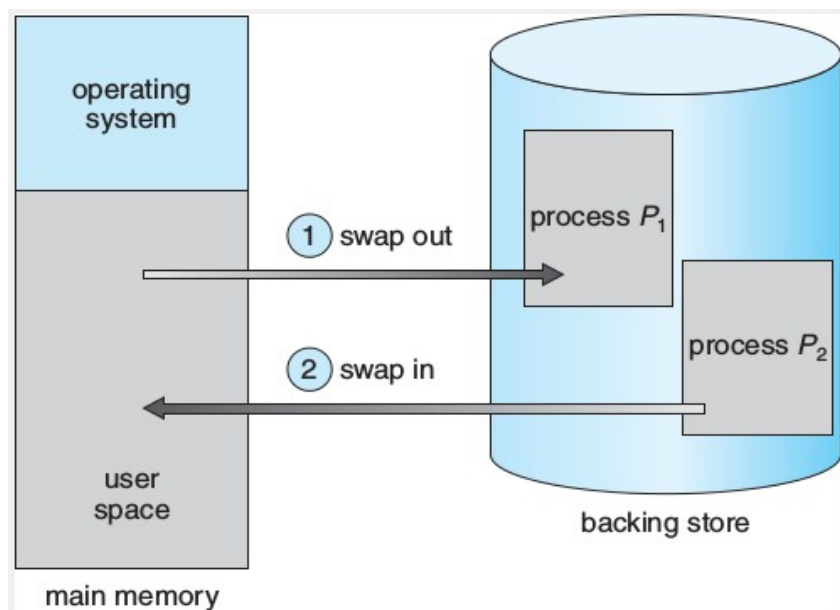 operating
system
1 swap out
process P₁
2 swap in
process P₂
user
space
backing store
main memory